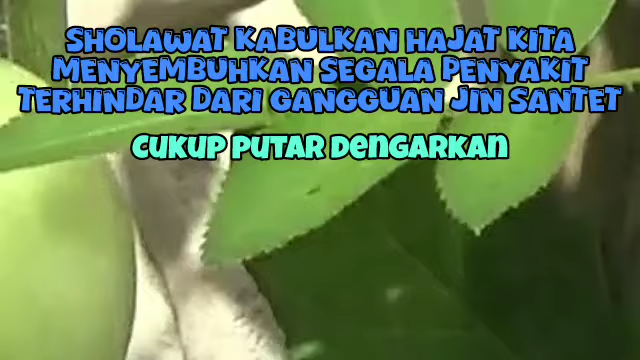 SHOLAWAT KABULKAN HAJAT KITA
MENYEMBUHKAN SEGALA PENYAKIT
TERHINDAR DARI GANGGUAN JIN SANTET
CUKUP PUTAR DENGARKAN